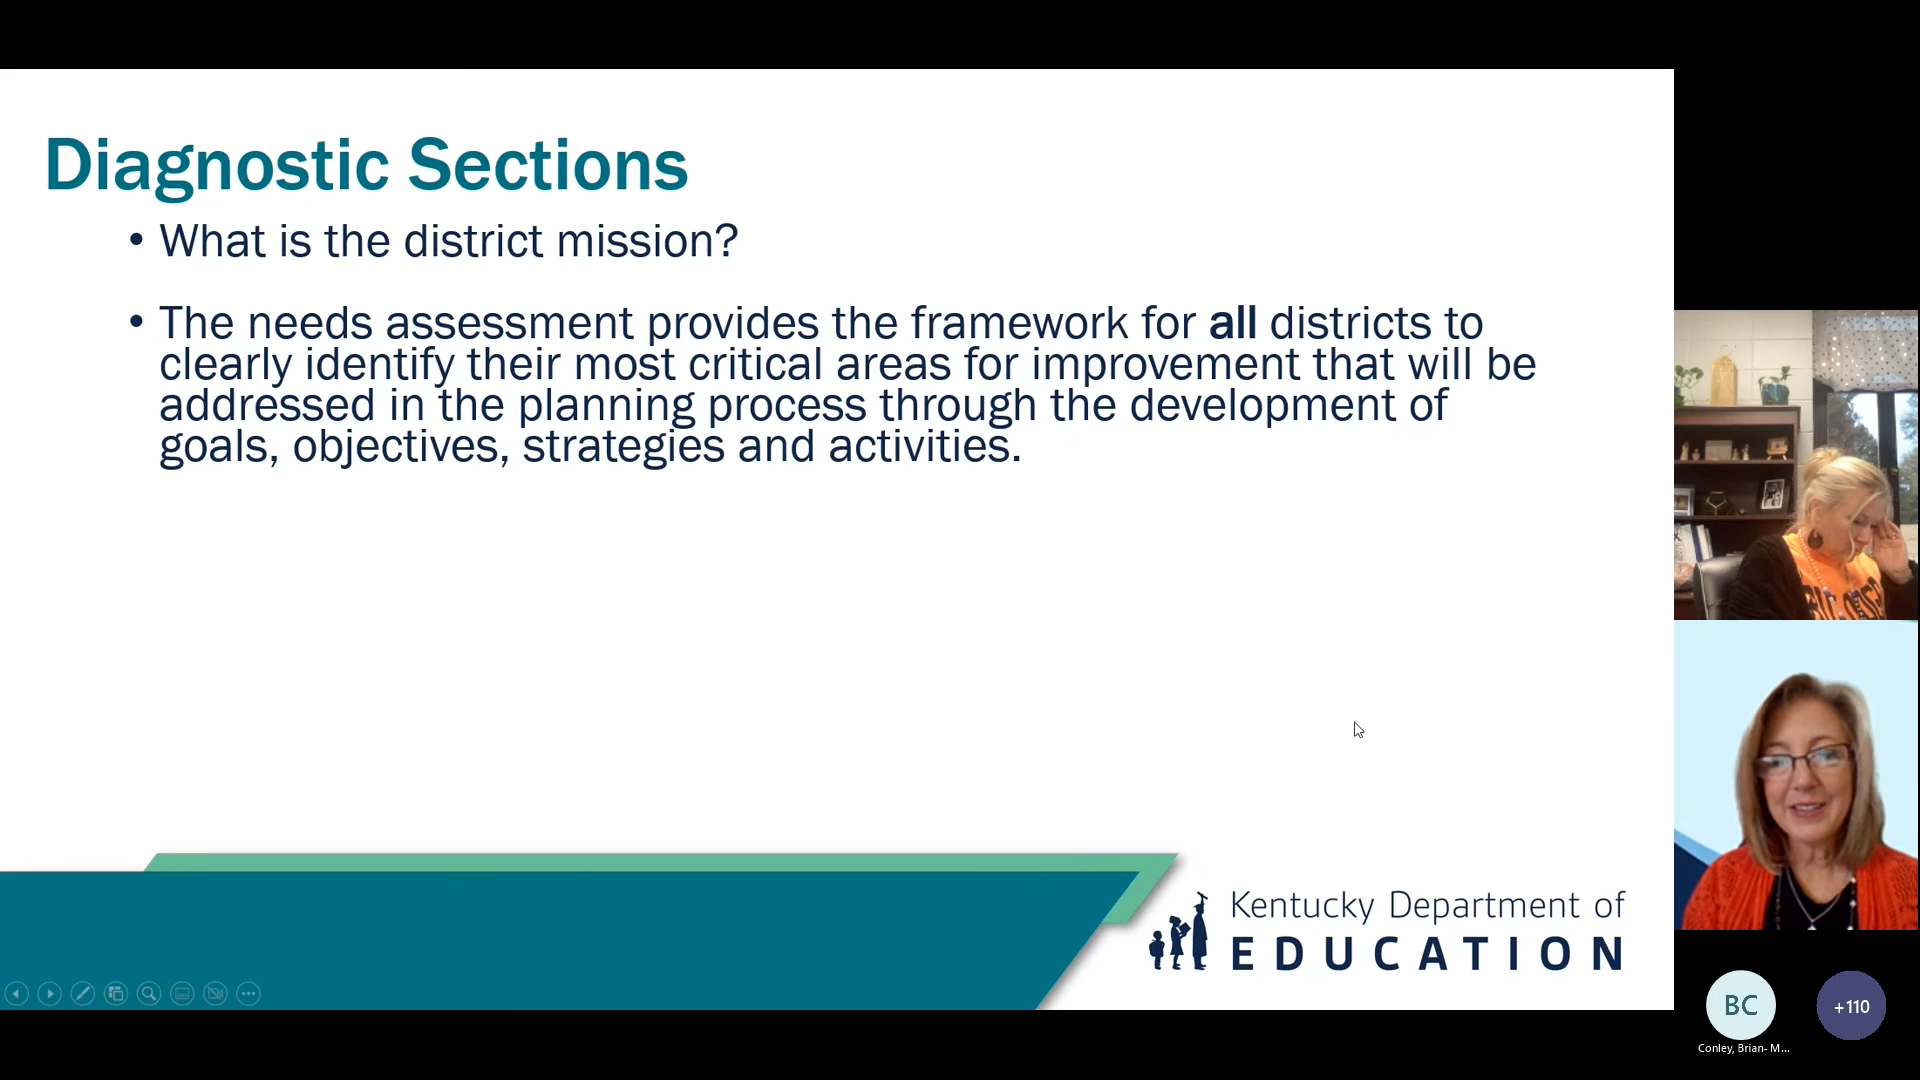 Diagnostic Sections
• What is the district mission?
• The needs assessment provides the framework for all districts to
clearly identify their most critical areas for improvement that will be
addressed in the planning process through the development of
goals, objectives, strategies and activities.
Kentucky Department of
EDUCATION
BC
+110
Conley, Brian- M...